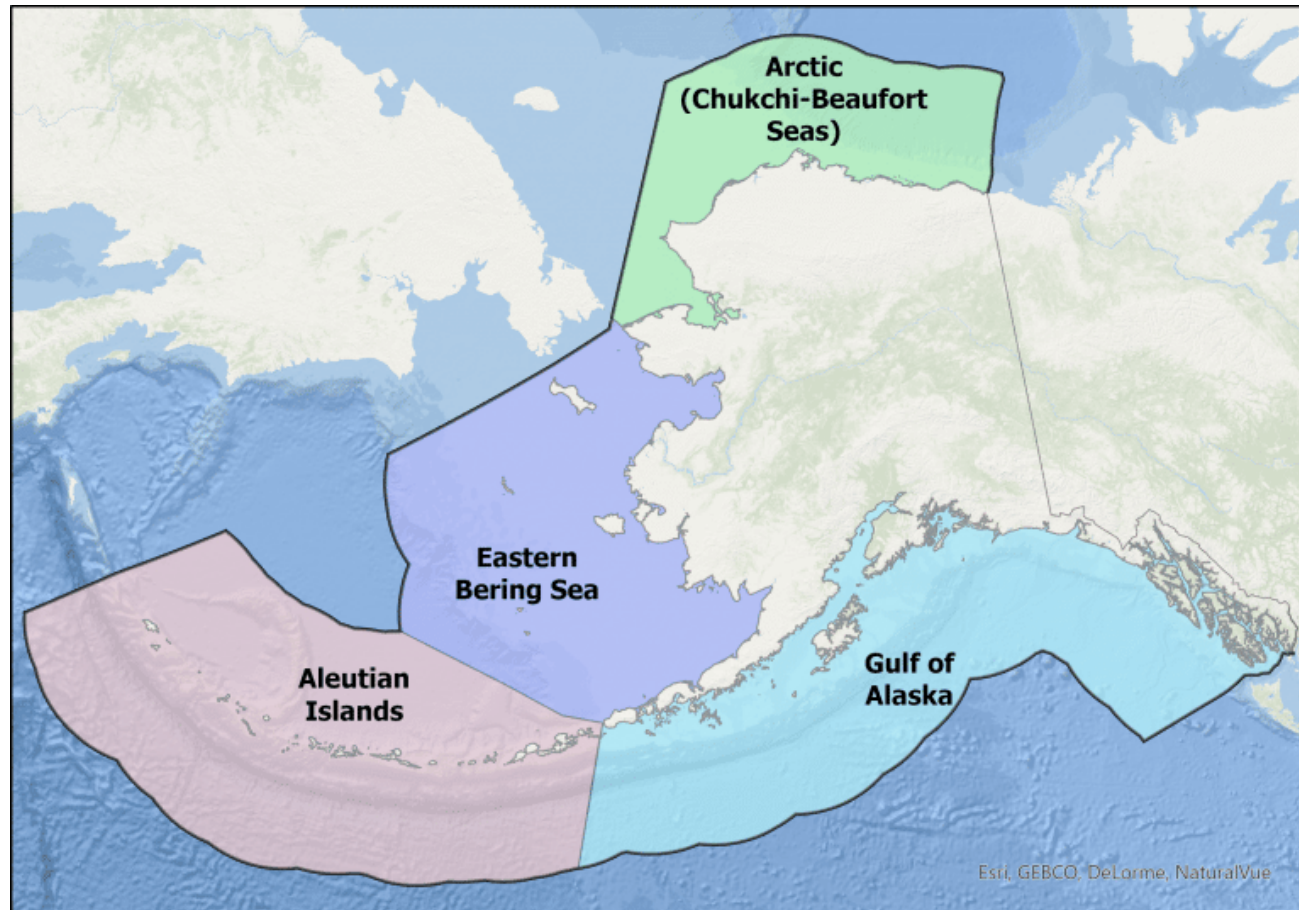 Arctic
(Chukchi-Beaufort
Seas)
Eastern
Bering Sea
Aleutian
Islands
Gulf of
Alaska
Esri, GEBCO, DeLorme, NaturalVue